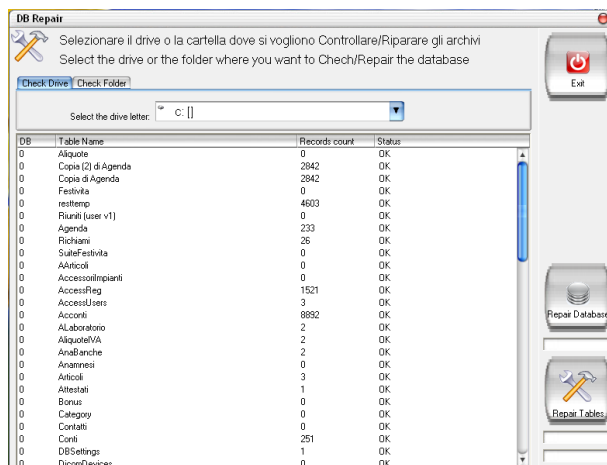 DB Repair
Selezionare il drive o la cartella dove si vogliono Controllare/Riparare gli archivi
Select the drive or the folder where you want to Chech/Repair the database
Exit
Check Drive Check Folder
Select the drive letter: c: []
DB Table Name Records count Status
0 Aliquote 0 OK
0 Copia (2) di Agenda 2842 OK
0 Copia di Agenda 2842 OK
0 Festivita 0 OK
0 resttemp 4603 OK
0 Riuniti (user v1) 0 OK
0 Agenda 233 OK
0 Richiami 26 OK
0 SuiteFestivita 0 OK
0 AArticoli 0 OK
0 AccessoriImpianti 0 OK
0 AccessReg 1521 OK
0 AccessUsers 3 OK
0 Acconti 8892 OK
0 ALaboratorio 2 OK
0 AliquoteIVA 2 OK
0 AnaBanche 2 OK
0 Anamnesi 0 OK
0 Articoli 3 OK
0 Attestati 1 OK
0 Bonus 0 OK
0 Category 0 OK
0 Contatti 0 OK
0 Conti 251 OK
0 DBSettings 1 OK
0 DicomDevices 0 OK
Repair Database
Repair Tables